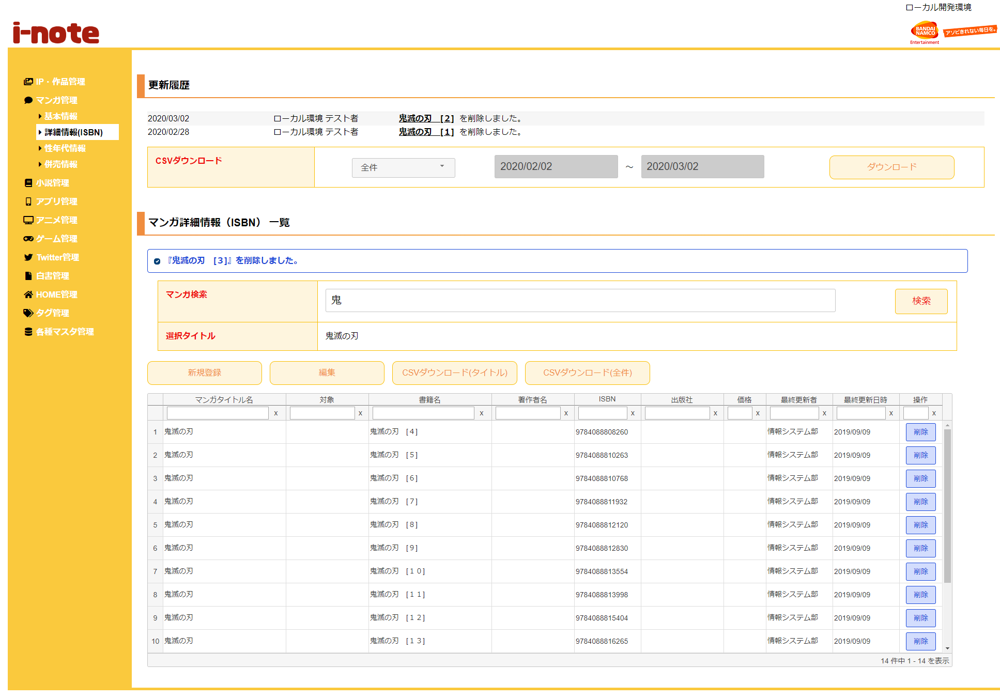 ローカル開発環境
i-note
BANDAI
NAMCO
Entertainment
アソビきれない毎日を。
IP・作品管理
マンガ管理
基本情報
詳細情報(ISBN)
性年代情報
併売情報
小説管理
アプリ管理
アニメ管理
ゲーム管理
Twitter管理
白書管理
HOME管理
タグ管理
各種マスタ管理
更新履歴
2020/03/02 ローカル環境 テスト者 鬼滅の刃　[２] を削除しました。
2020/02/28 ローカル環境 テスト者 鬼滅の刃　[１] を削除しました。
CSVダウンロード 全件 2020/02/02 ～ 2020/03/02 ダウンロード
マンガ詳細情報（ISBN） 一覧
『鬼滅の刃　[３]』を削除しました。
マンガ検索 鬼 検索
選択タイトル 鬼滅の刃
新規登録 編集 CSVダウンロード(タイトル) CSVダウンロード(全件)
マンガタイトル名 対象 書籍名 著作者名 ISBN 出版社 価格 最終更新者 最終更新日時 操作
x x x x x x x x x x
1 鬼滅の刃 鬼滅の刃　[４] 9784088808260 情報システム部 2019/09/09 削除
2 鬼滅の刃 鬼滅の刃　[５] 9784088810263 情報システム部 2019/09/09 削除
3 鬼滅の刃 鬼滅の刃　[６] 9784088810768 情報システム部 2019/09/09 削除
4 鬼滅の刃 鬼滅の刃　[７] 9784088811932 情報システム部 2019/09/09 削除
5 鬼滅の刃 鬼滅の刃　[８] 9784088812120 情報システム部 2019/09/09 削除
6 鬼滅の刃 鬼滅の刃　[９] 9784088812830 情報システム部 2019/09/09 削除
7 鬼滅の刃 鬼滅の刃　[１０] 9784088813554 情報システム部 2019/09/09 削除
8 鬼滅の刃 鬼滅の刃　[１１] 9784088813998 情報システム部 2019/09/09 削除
9 鬼滅の刃 鬼滅の刃　[１２] 9784088815404 情報システム部 2019/09/09 削除
10 鬼滅の刃 鬼滅の刃　[１３] 9784088816265 情報システム部 2019/09/09 削除
14 件中 1 - 14 を表示